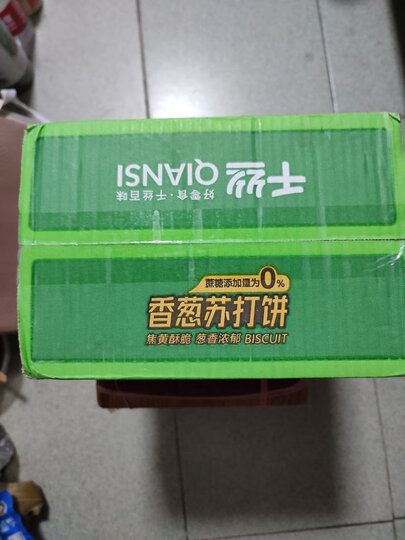 千丝
QIANSI
好零食·千丝百味
蔗糖添加量为0%
香葱苏打饼
焦黄酥脆 葱香浓郁 BISCUIT